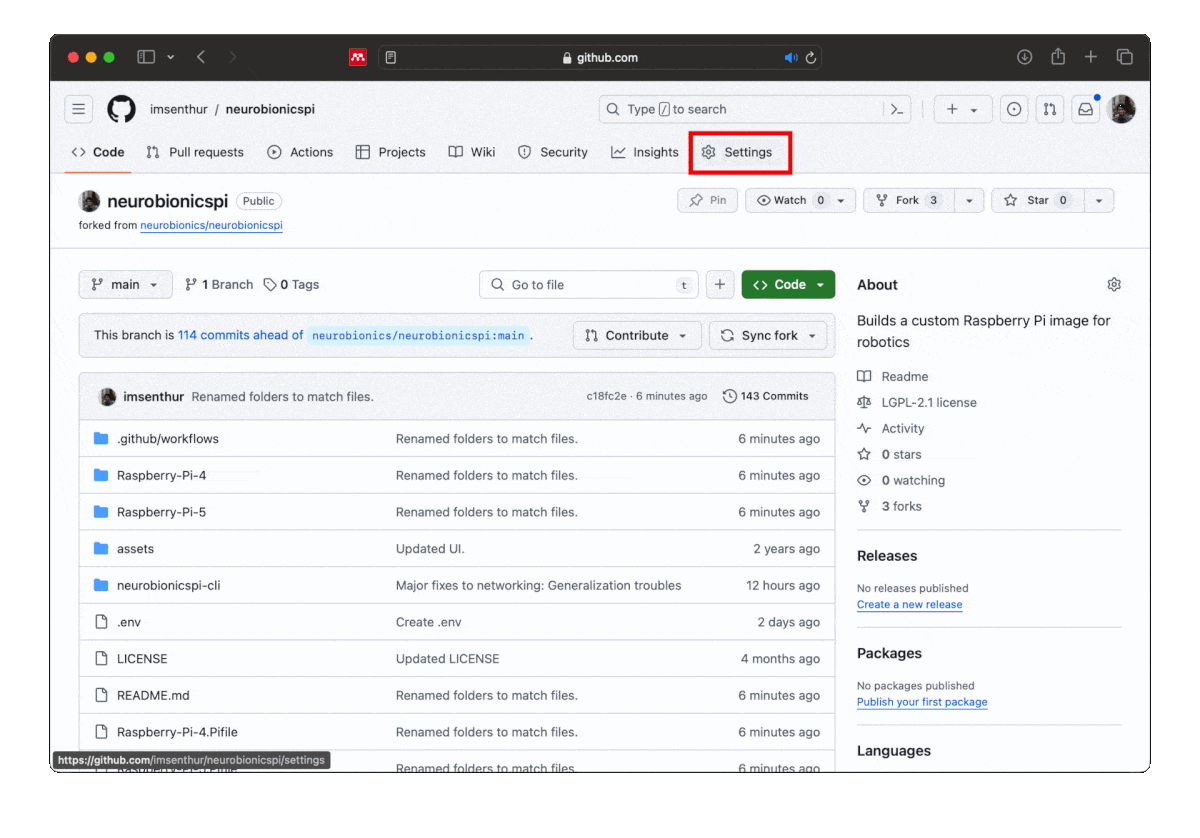 github.com
imsenthur / neurobionicspi
Type / to search
Code Pull requests Actions Projects Wiki Security Insights Settings
neurobionicspi Public
Pin Watch 0 Fork 3 Star 0
forked from neurobionics/neurobionicspi
main 1 Branch 0 Tags Go to file t Code
This branch is 114 commits ahead of neurobionics/neurobionicspi:main .
Contribute Sync fork
imsenthur Renamed folders to match files. c18fc2e · 6 minutes ago 143 Commits
.github/workflows Renamed folders to match files. 6 minutes ago
Raspberry-Pi-4 Renamed folders to match files. 6 minutes ago
Raspberry-Pi-5 Renamed folders to match files. 6 minutes ago
assets Updated UI. 2 years ago
neurobionicspi-cli Major fixes to networking: Generalization troubles 12 hours ago
.env Create .env 2 days ago
LICENSE Updated LICENSE 4 months ago
README.md Renamed folders to match files. 6 minutes ago
Raspberry-Pi-4.Pifile Renamed folders to match files. 6 minutes ago
Renamed folders to match files. 6 minutes ago
https://github.com/imsenthur/neurobionicspi/settings
About
Builds a custom Raspberry Pi image for
robotics
Readme
LGPL-2.1 license
Activity
0 stars
0 watching
3 forks
Releases
No releases published
Create a new release
Packages
No packages published
Publish your first package
Languages